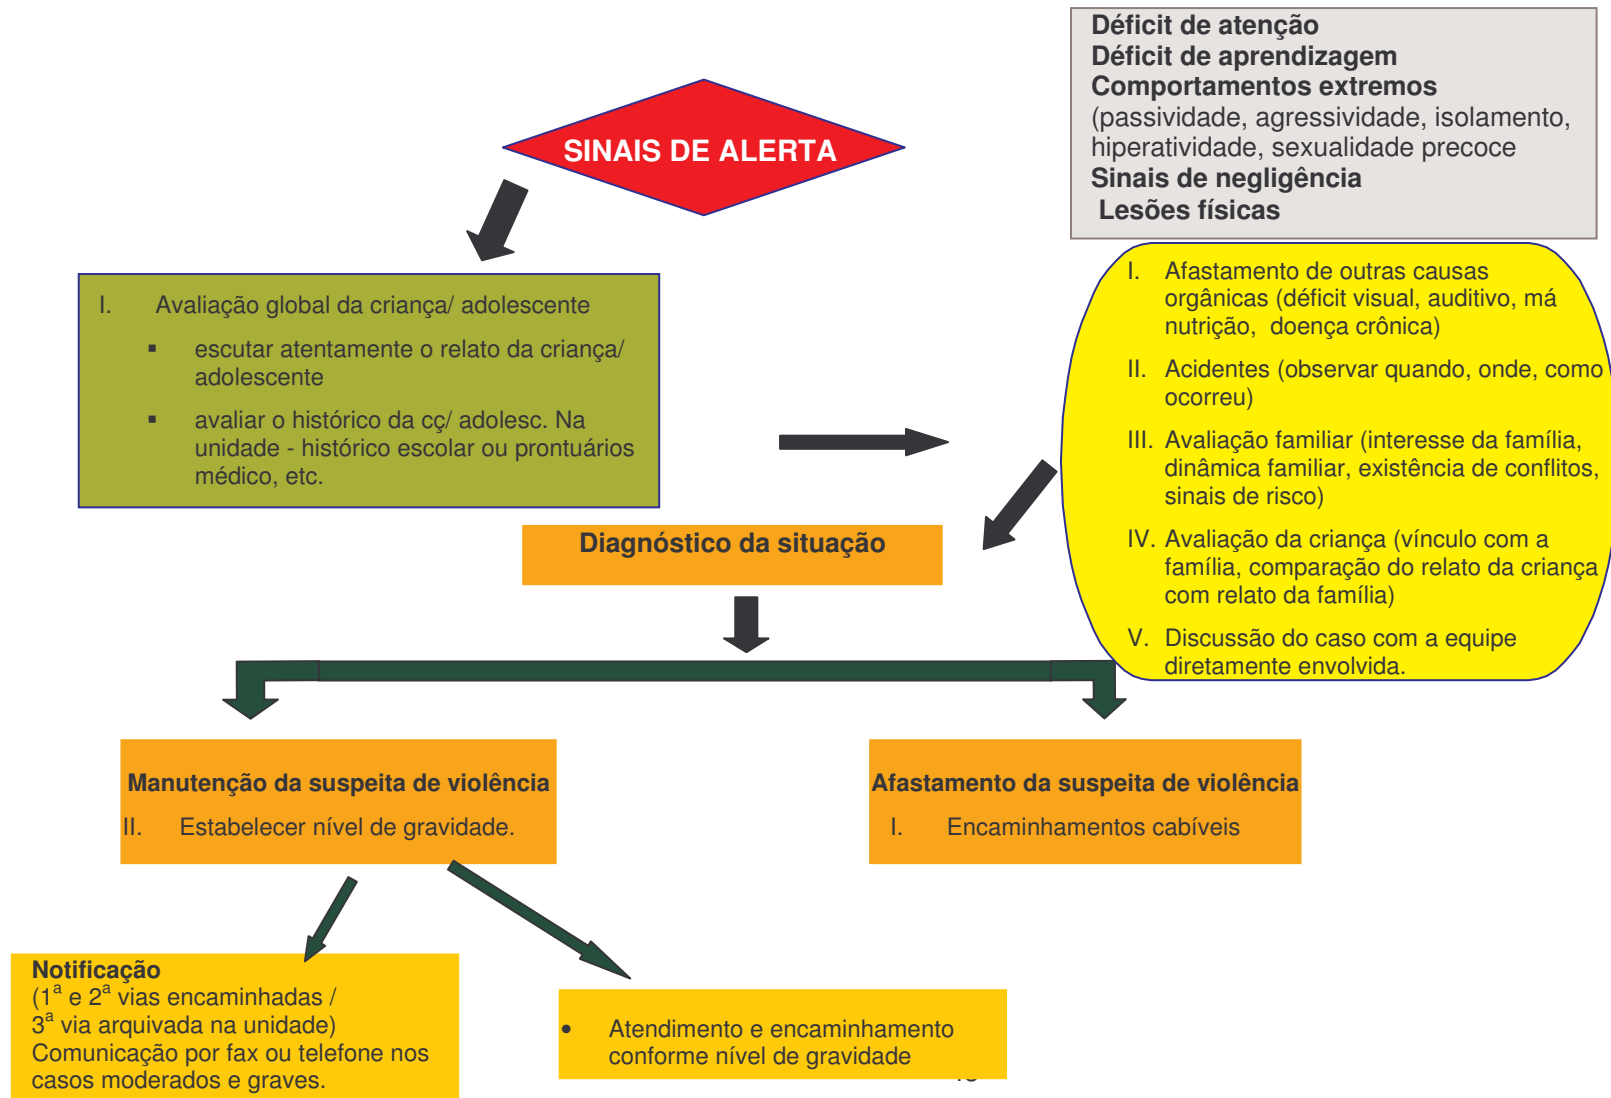 SINAIS DE ALERTA
Déficit de atenção
Déficit de aprendizagem
Comportamentos extremos
(passividade, agressividade, isolamento,
hiperatividade, sexualidade precoce
Sinais de negligência
Lesões físicas
I. Avaliação global da criança/ adolescente
▪ escutar atentamente o relato da criança/
adolescente
▪ avaliar o histórico da cç/ adolesc. Na
unidade - histórico escolar ou prontuários
médico, etc.
I. Afastamento de outras causas
orgânicas (déficit visual, auditivo, má
nutrição, doença crônica)
II. Acidentes (observar quando, onde, como
ocorreu)
III. Avaliação familiar (interesse da família,
dinâmica familiar, existência de conflitos,
sinais de risco)
IV. Avaliação da criança (vínculo com a
família, comparação do relato da criança
com relato da família)
V. Discussão do caso com a equipe
diretamente envolvida.
Diagnóstico da situação
Manutenção da suspeita de violência
II. Estabelecer nível de gravidade.
Afastamento da suspeita de violência
I. Encaminhamentos cabíveis
Notificação
(1ª e 2ª vias encaminhadas /
3ª via arquivada na unidade)
Comunicação por fax ou telefone nos
casos moderados e graves.
• Atendimento e encaminhamento
conforme nível de gravidade